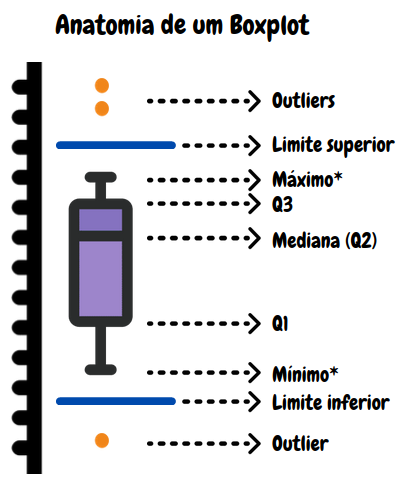 Anatomia de um Boxplot
Outliers
Limite superior
Máximo*
Q3
Mediana (Q2)
Q1
Mínimo*
Limite inferior
Outlier